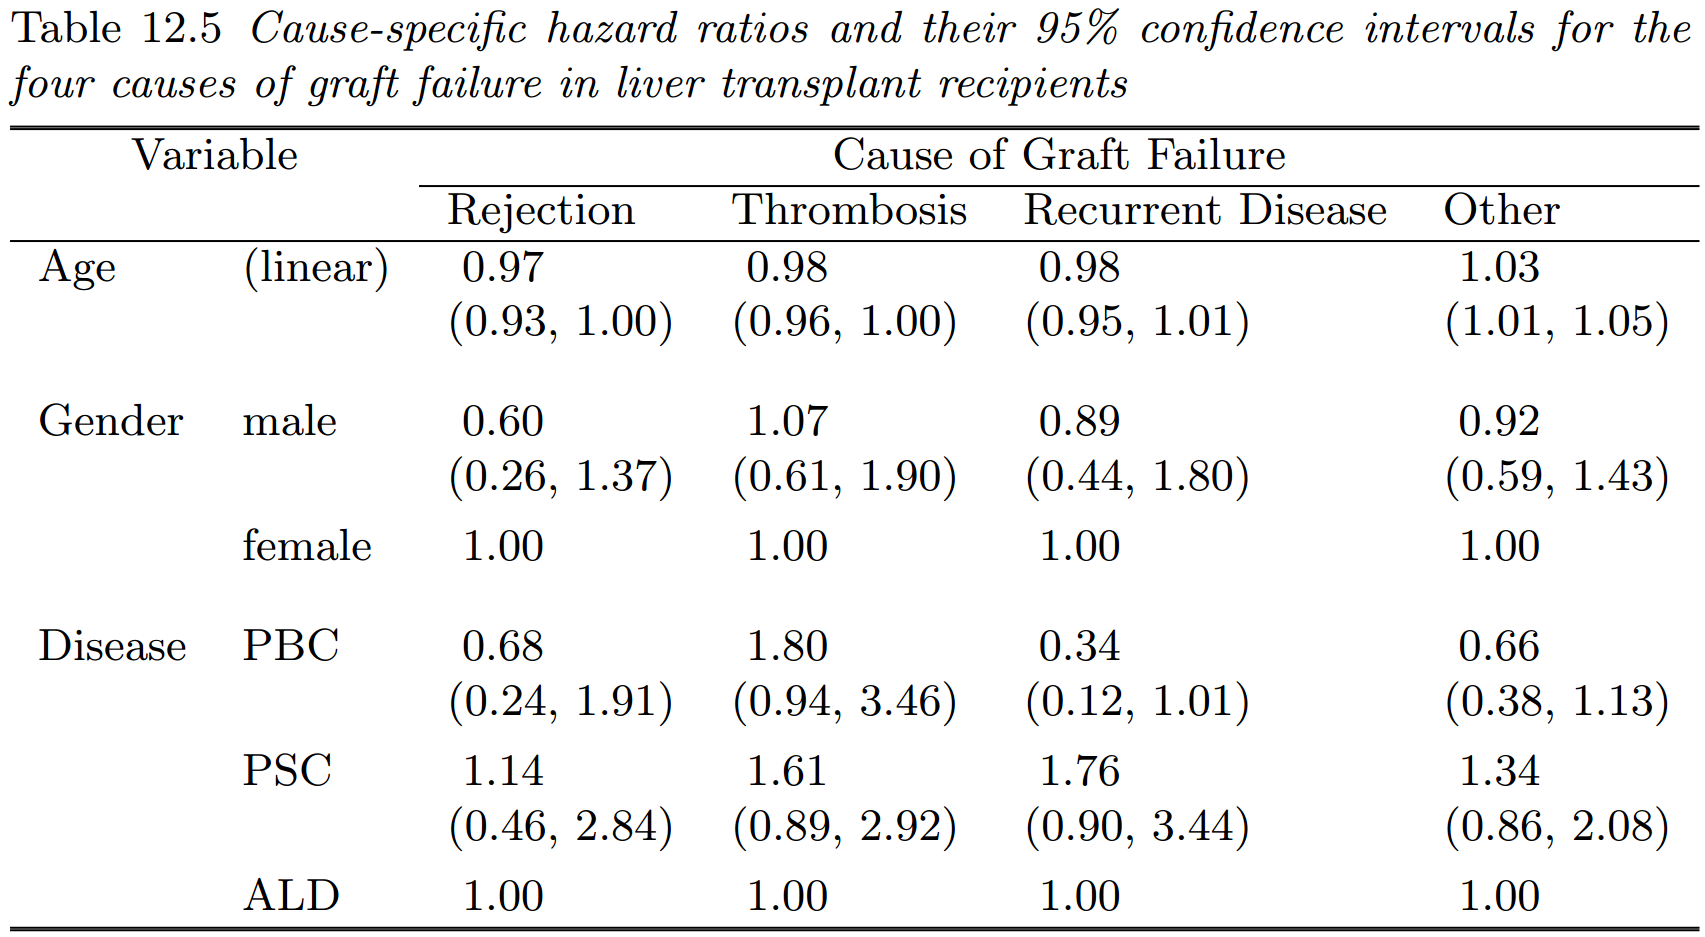 Table 12.5 Cause-specific hazard ratios and their 95% confidence intervals for the
four causes of graft failure in liver transplant recipients
Variable Cause of Graft Failure
Rejection Thrombosis Recurrent Disease Other
Age (linear) 0.97 0.98 0.98 1.03
(0.93, 1.00) (0.96, 1.00) (0.95, 1.01) (1.01, 1.05)
Gender male 0.60 1.07 0.89 0.92
(0.26, 1.37) (0.61, 1.90) (0.44, 1.80) (0.59, 1.43)
female 1.00 1.00 1.00 1.00
Disease PBC 0.68 1.80 0.34 0.66
(0.24, 1.91) (0.94, 3.46) (0.12, 1.01) (0.38, 1.13)
PSC 1.14 1.61 1.76 1.34
(0.46, 2.84) (0.89, 2.92) (0.90, 3.44) (0.86, 2.08)
ALD 1.00 1.00 1.00 1.00